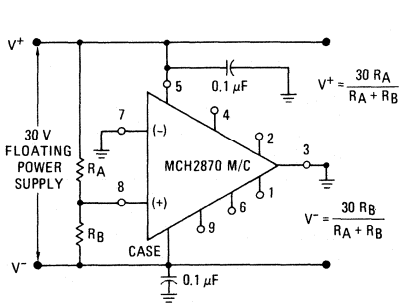 V+
5
0.1 µF
V+ = 30 RA / RA + RB
7
4
(-)
2
30 V
FLOATING
POWER
SUPPLY
RA
MCH2870 M/C
3
8
(+)
1
6
9
RB
V- = 30 RB / RA + RB
CASE
V-
0.1 µF